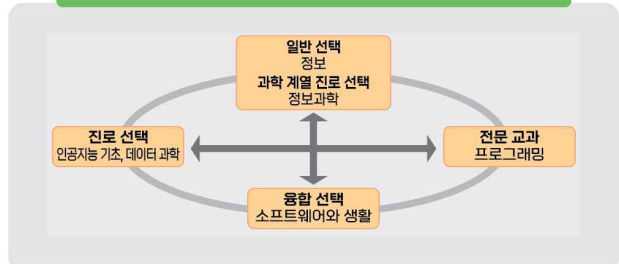 일반 선택
정보
과학 계열 진로 선택
정보과학
진로 선택
인공지능 기초, 데이터 과학
전문 교과
프로그래밍
융합 선택
소프트웨어와 생활